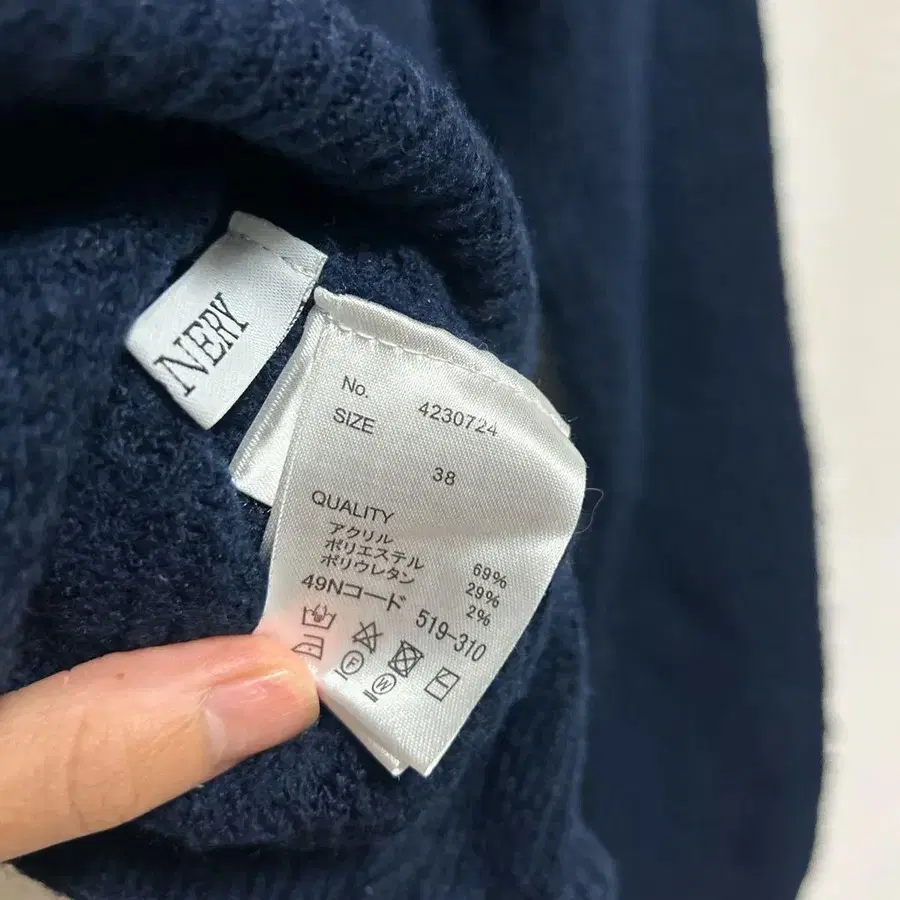 NERY
No. 4230724
SIZE
38
QUALITY
アクリル 69%
ポリエステル 29%
ポリウレタン 2%
49Nコード 519-310
F
W